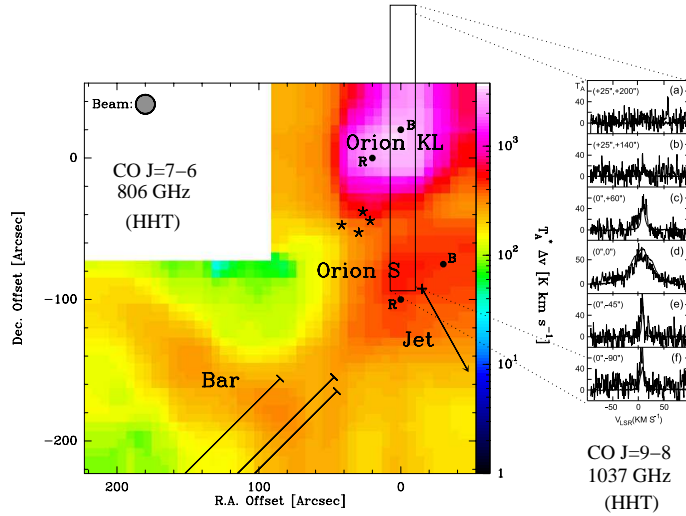 Beam:
CO J=7−6
806 GHz
(HHT)
B
Orion KL
R
Orion S
B
R
Jet
Bar
Dec. Offset [Arcsec]
0
−100
−200
200
100
0
R.A. Offset [Arcsec]
10³
10²
10¹
1
T_A* Δv [K km s⁻¹]
T_A*
(a)
(+25",+200")
40
0
(b)
(+25",+140")
40
0
(c)
(0",+60")
40
0
(d)
(0",0")
50
0
(e)
(0",-45")
40
0
(f)
(0",-90")
40
0
-50
0
50
V_LSR(KM S⁻¹)
CO J=9−8
1037 GHz
(HHT)